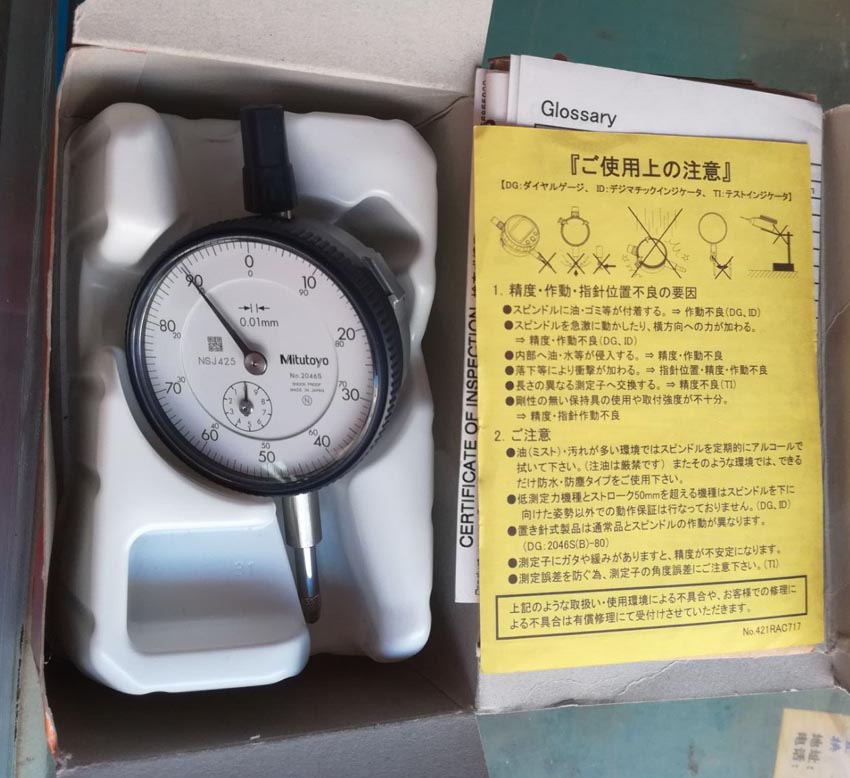 0
0
10
90
20
80
30
70
40
60
50
50
60
40
70
30
80
20
90
10
0.01mm
NSJ425
Mitutoyo
No.2046S
SHOCK PROOF
MADE IN JAPAN
N
31
Glossary
CERTIFICATE OF INSPECTION
『ご使用上の注意』
【DG:ダイヤルゲージ、 ID:デジマチックインジケータ、 TI:テストインジケータ】
1. 精度・作動・指針位置不良の要因
●スピンドルに油・ゴミ等が付着する。⇒ 作動不良(DG、ID)
●スピンドルを急激に動かしたり、横方向への力が加わる。
⇒ 精度・作動不良(DG、ID)
●内部へ油・水等が侵入する。⇒ 精度・作動不良
●落下等により衝撃が加わる。⇒ 指針位置・精度・作動不良
●長さの異なる測定子へ交換する。⇒ 精度不良(TI)
●剛性の無い保持具の使用や取付強度が不十分。
⇒ 精度・指針作動不良
2. ご注意
●油(ミスト)・汚れが多い環境ではスピンドルを定期的にアルコールで
拭いて下さい。(注油は厳禁です) またそのような環境では、できる
だけ防水・防塵タイプをご使用下さい。
●低測定力機種とストローク50mmを超える機種はスピンドルを下に
向けた姿勢以外での動作保証は行なっておりません。(DG、ID)
●置き針式製品は通常品とスピンドルの作動が異なります。
(DG:2046S(B)-80)
●測定子にガタや緩みがありますと、精度が不安定になります。
●測定誤差を防ぐ為、測定子の角度誤差にご注意下さい。(TI)
上記のような取扱い・使用環境による不具合や、お客様での修理に
よる不具合は有償修理にて受付けさせていただきます。
No.421RAC717
地址:
电话: